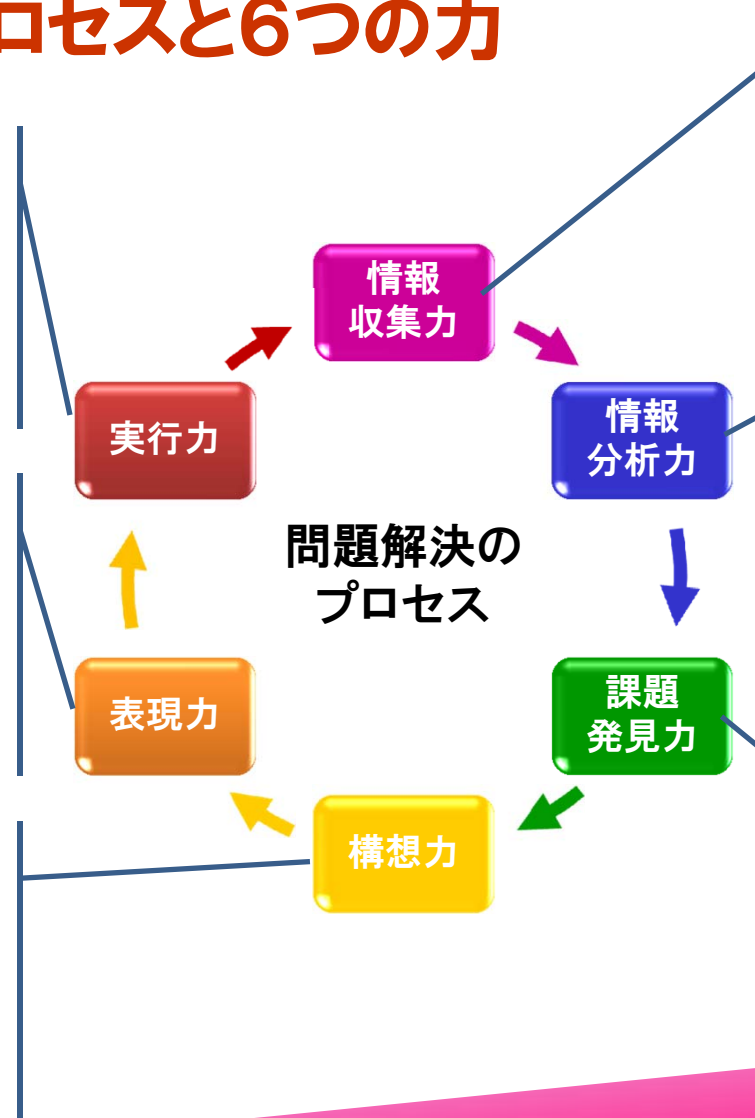 ロセスと６つの力
情報
収集力
実行力
情報
分析力
問題解決の
プロセス
表現力
課題
発見力
構想力